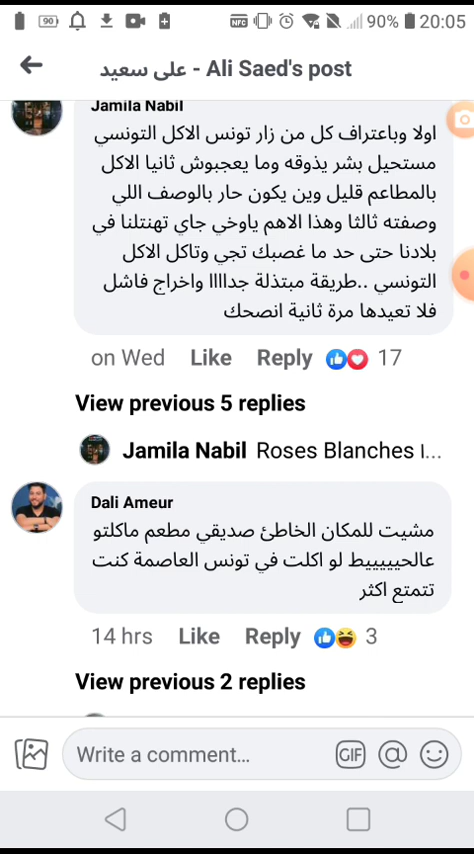 90
NFC
90%
20:05
على سعيد - Ali Saed's post
Jamila Nabil
اولا وباعتراف كل من زار تونس الاكل التونسي
مستحيل بشر يذوقه وما يعجبوش ثانيا الاكل
بالمطاعم قليل وين يكون حار بالوصف اللي
وصفته ثالثا وهذا الاهم ياوخي جاي تهنتلنا في
بلادنا حتى حد ما غصبك تجي وتاكل الاكل
التونسي ..طريقة مبتذلة جداااا واخراج فاشل
فلا تعيدها مرة ثانية انصحك
on Wed Like Reply 17
View previous 5 replies
Jamila Nabil Roses Blanches ا...
Dali Ameur
مشيت للمكان الخاطئ صديقي مطعم ماكلتو
عالحييييييط لو اكلت في تونس العاصمة كنت
تتمتع اكثر
14 hrs Like Reply 3
View previous 2 replies
Write a comment...
GIF